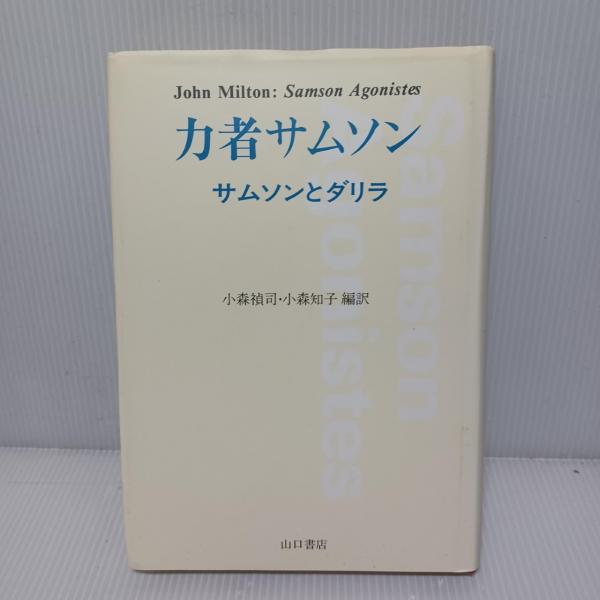 John Milton: Samson Agonistes
力者サムソン
サムソンとダリラ
小森禎司・小森知子 編訳
山口書店
Samson
Agonistes